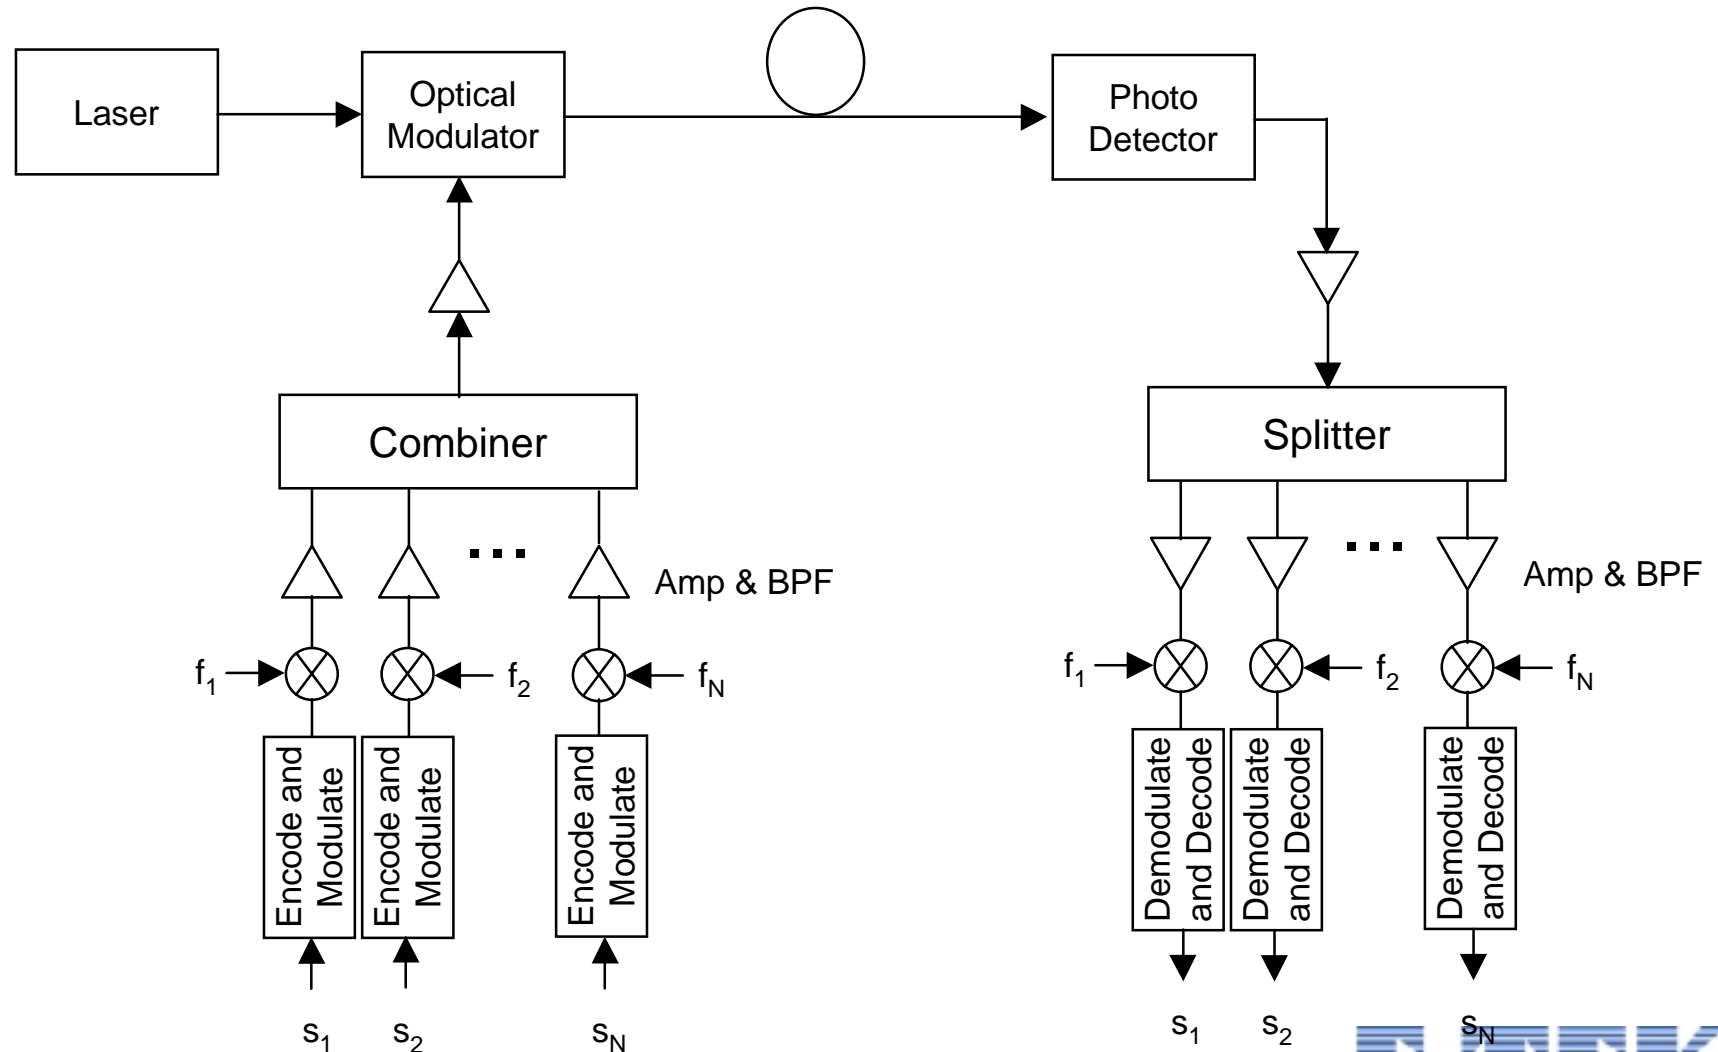 Laser
Optical
Modulator
Photo
Detector
Combiner
Splitter
Amp & BPF
Amp & BPF
f1
f2
fN
f1
f2
fN
Encode and
Modulate
Encode and
Modulate
Encode and
Modulate
Demodulate
and Decode
Demodulate
and Decode
Demodulate
and Decode
s1
s2
sN
s1
s2
sN